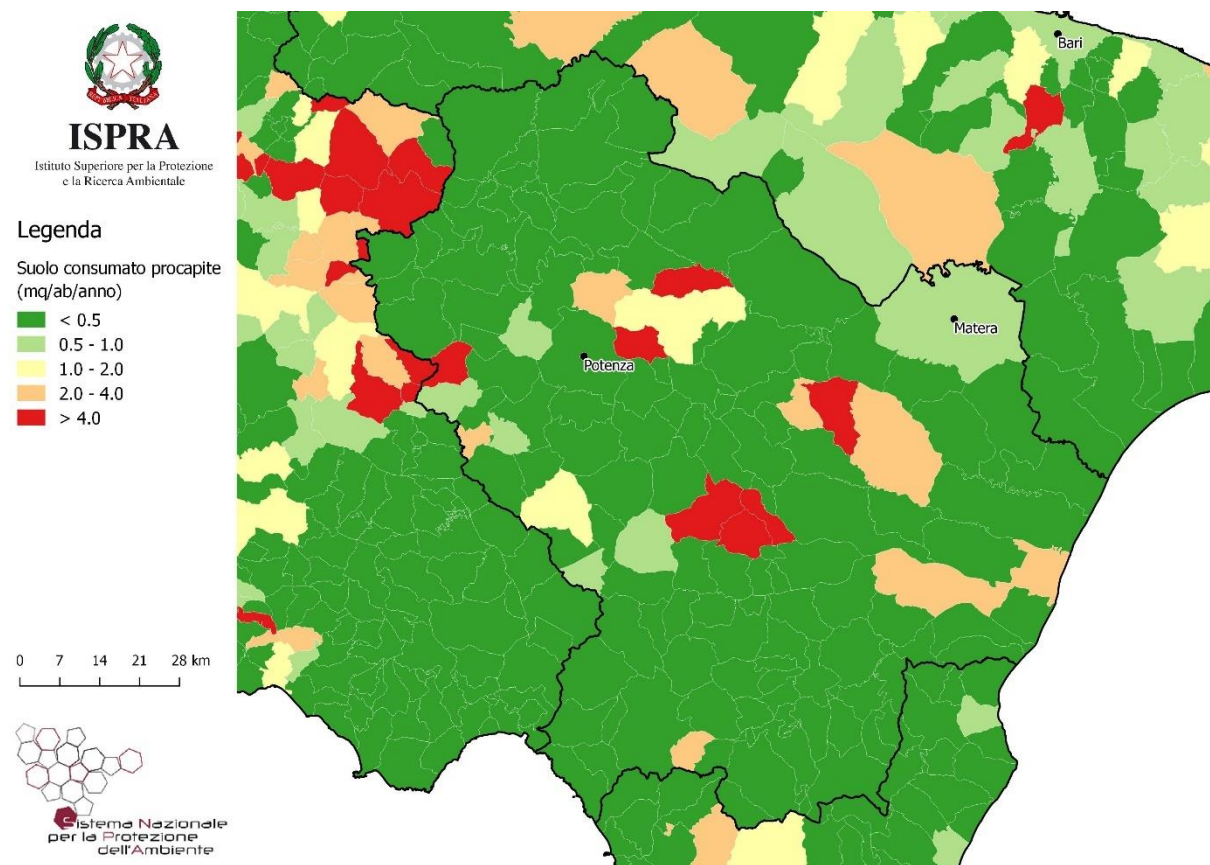 REPUBBLICA ITALIANA
ISPRA
Istituto Superiore per la Protezione
e la Ricerca Ambientale
Legenda
Suolo consumato procapite
(mq/ab/anno)
< 0.5
0.5 - 1.0
1.0 - 2.0
2.0 - 4.0
> 4.0
0 7 14 21 28 km
Sistema Nazionale
per la Protezione
dell'Ambiente
Bari
Matera
Potenza